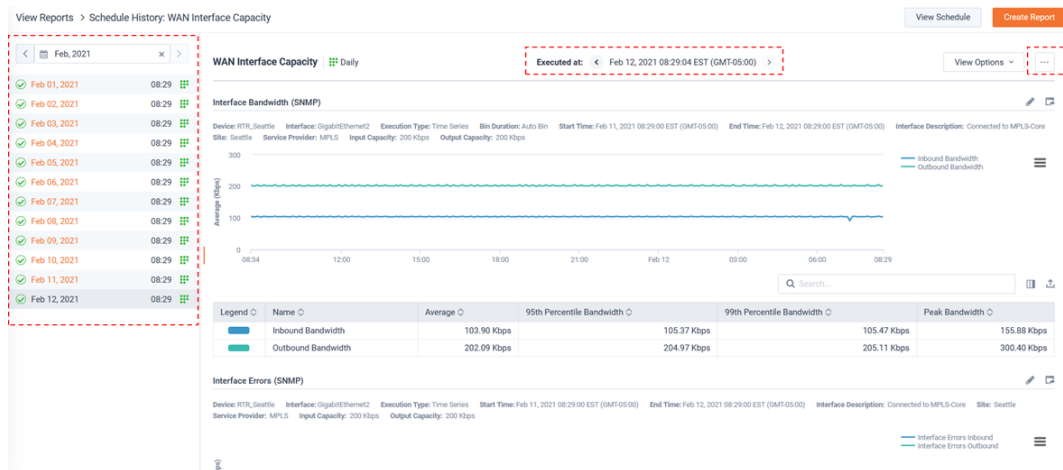 View Reports > Schedule History: WAN Interface Capacity
View Schedule
Create Report
Feb, 2021
Feb 01, 2021 08:29
Feb 02, 2021 08:29
Feb 03, 2021 08:29
Feb 04, 2021 08:29
Feb 05, 2021 08:29
Feb 06, 2021 08:29
Feb 07, 2021 08:29
Feb 08, 2021 08:29
Feb 09, 2021 08:29
Feb 10, 2021 08:29
Feb 11, 2021 08:29
Feb 12, 2021 08:29
WAN Interface Capacity Daily
Executed at: Feb 12, 2021 08:29:04 EST (GMT-05:00)
View Options
Interface Bandwidth (SNMP)
Device: RTR_Seattle Interface: GigabitEthernet2 Execution Type: Time Series Bin Duration: Auto Bin Start Time: Feb 11, 2021 08:29:00 EST (GMT-05:00) End Time: Feb 12, 2021 08:29:00 EST (GMT-05:00) Interface Description: Connected to MPLS-Core
Site: Seattle Service Provider: MPLS Input Capacity: 200 Kbps Output Capacity: 200 Kbps
Average (Kbps)
300
200
100
0
08:34 12:00 15:00 18:00 21:00 Feb 12 03:00 06:00 08:29
Inbound Bandwidth
Outbound Bandwidth
Search...
Legend Name Average 95th Percentile Bandwidth 99th Percentile Bandwidth Peak Bandwidth
Inbound Bandwidth 103.90 Kbps 105.37 Kbps 105.47 Kbps 155.88 Kbps
Outbound Bandwidth 202.09 Kbps 204.97 Kbps 205.11 Kbps 300.40 Kbps
Interface Errors (SNMP)
Device: RTR_Seattle Interface: GigabitEthernet2 Execution Type: Time Series Start Time: Feb 11, 2021 08:29:00 EST (GMT-05:00) End Time: Feb 12, 2021 08:29:00 EST (GMT-05:00) Interface Description: Connected to MPLS-Core Site: Seattle
Service Provider: MPLS Input Capacity: 200 Kbps Output Capacity: 200 Kbps
Interface Errors Inbound
Interface Errors Outbound